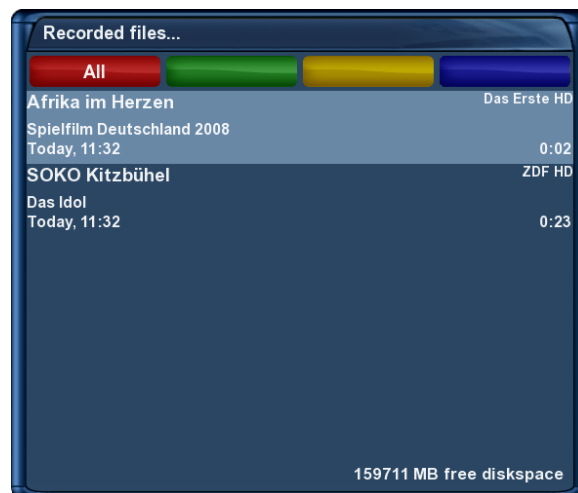 Recorded files...
All
Afrika im Herzen Das Erste HD
Spielfilm Deutschland 2008
Today, 11:32 0:02
SOKO Kitzbühel ZDF HD
Das Idol
Today, 11:32 0:23
159711 MB free diskspace